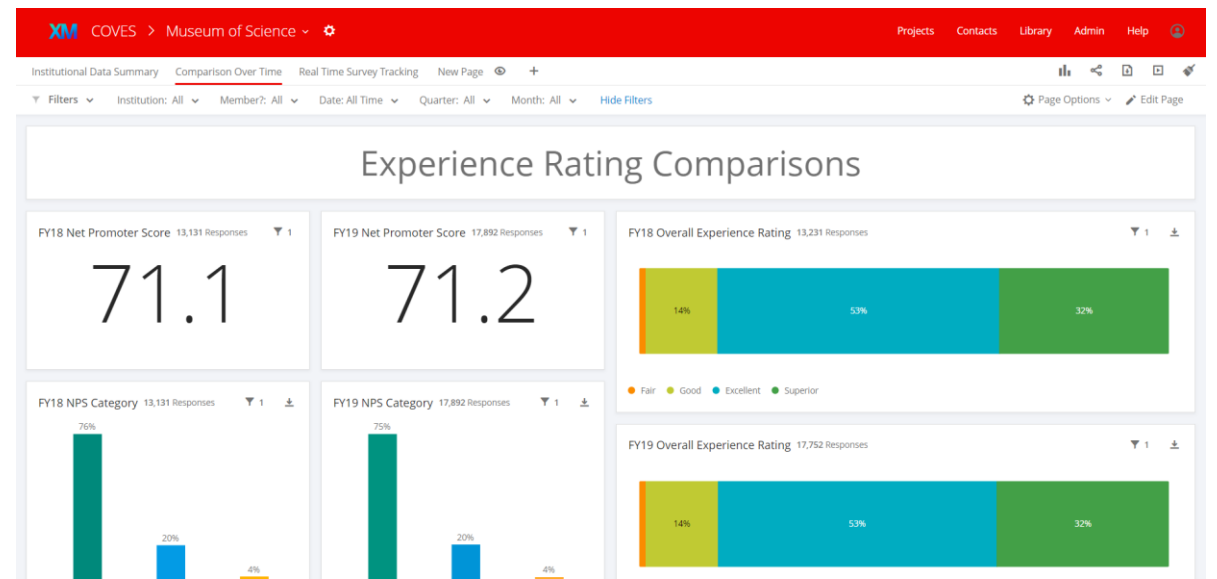 XM COVES > Museum of Science
Projects Contacts Library Admin Help
Institutional Data Summary Comparison Over Time Real Time Survey Tracking New Page +
Filters Institution: All Member?: All Date: All Time Quarter: All Month: All Hide Filters Page Options Edit Page
Experience Rating Comparisons
FY18 Net Promoter Score 13,131 Responses 1
71.1
FY19 Net Promoter Score 17,892 Responses 1
71.2
FY18 Overall Experience Rating 13,231 Responses 1
14% 53% 32%
Fair Good Excellent Superior
FY18 NPS Category 13,131 Responses 1
76%
20%
4%
FY19 NPS Category 17,892 Responses 1
75%
20%
4%
FY19 Overall Experience Rating 17,752 Responses 1
14% 53% 32%